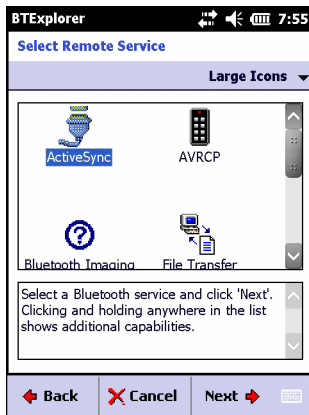 BTExplorer 7:55
Select Remote Service
Large Icons
ActiveSync AVRCP
Bluetooth Imaging File Transfer
Select a Bluetooth service and click 'Next'.
Clicking and holding anywhere in the list
shows additional capabilities.
Back Cancel Next